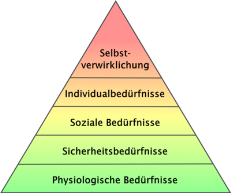 Selbst-
verwirklichung
Individualbedürfnisse
Soziale Bedürfnisse
Sicherheitsbedürfnisse
Physiologische Bedürfnisse